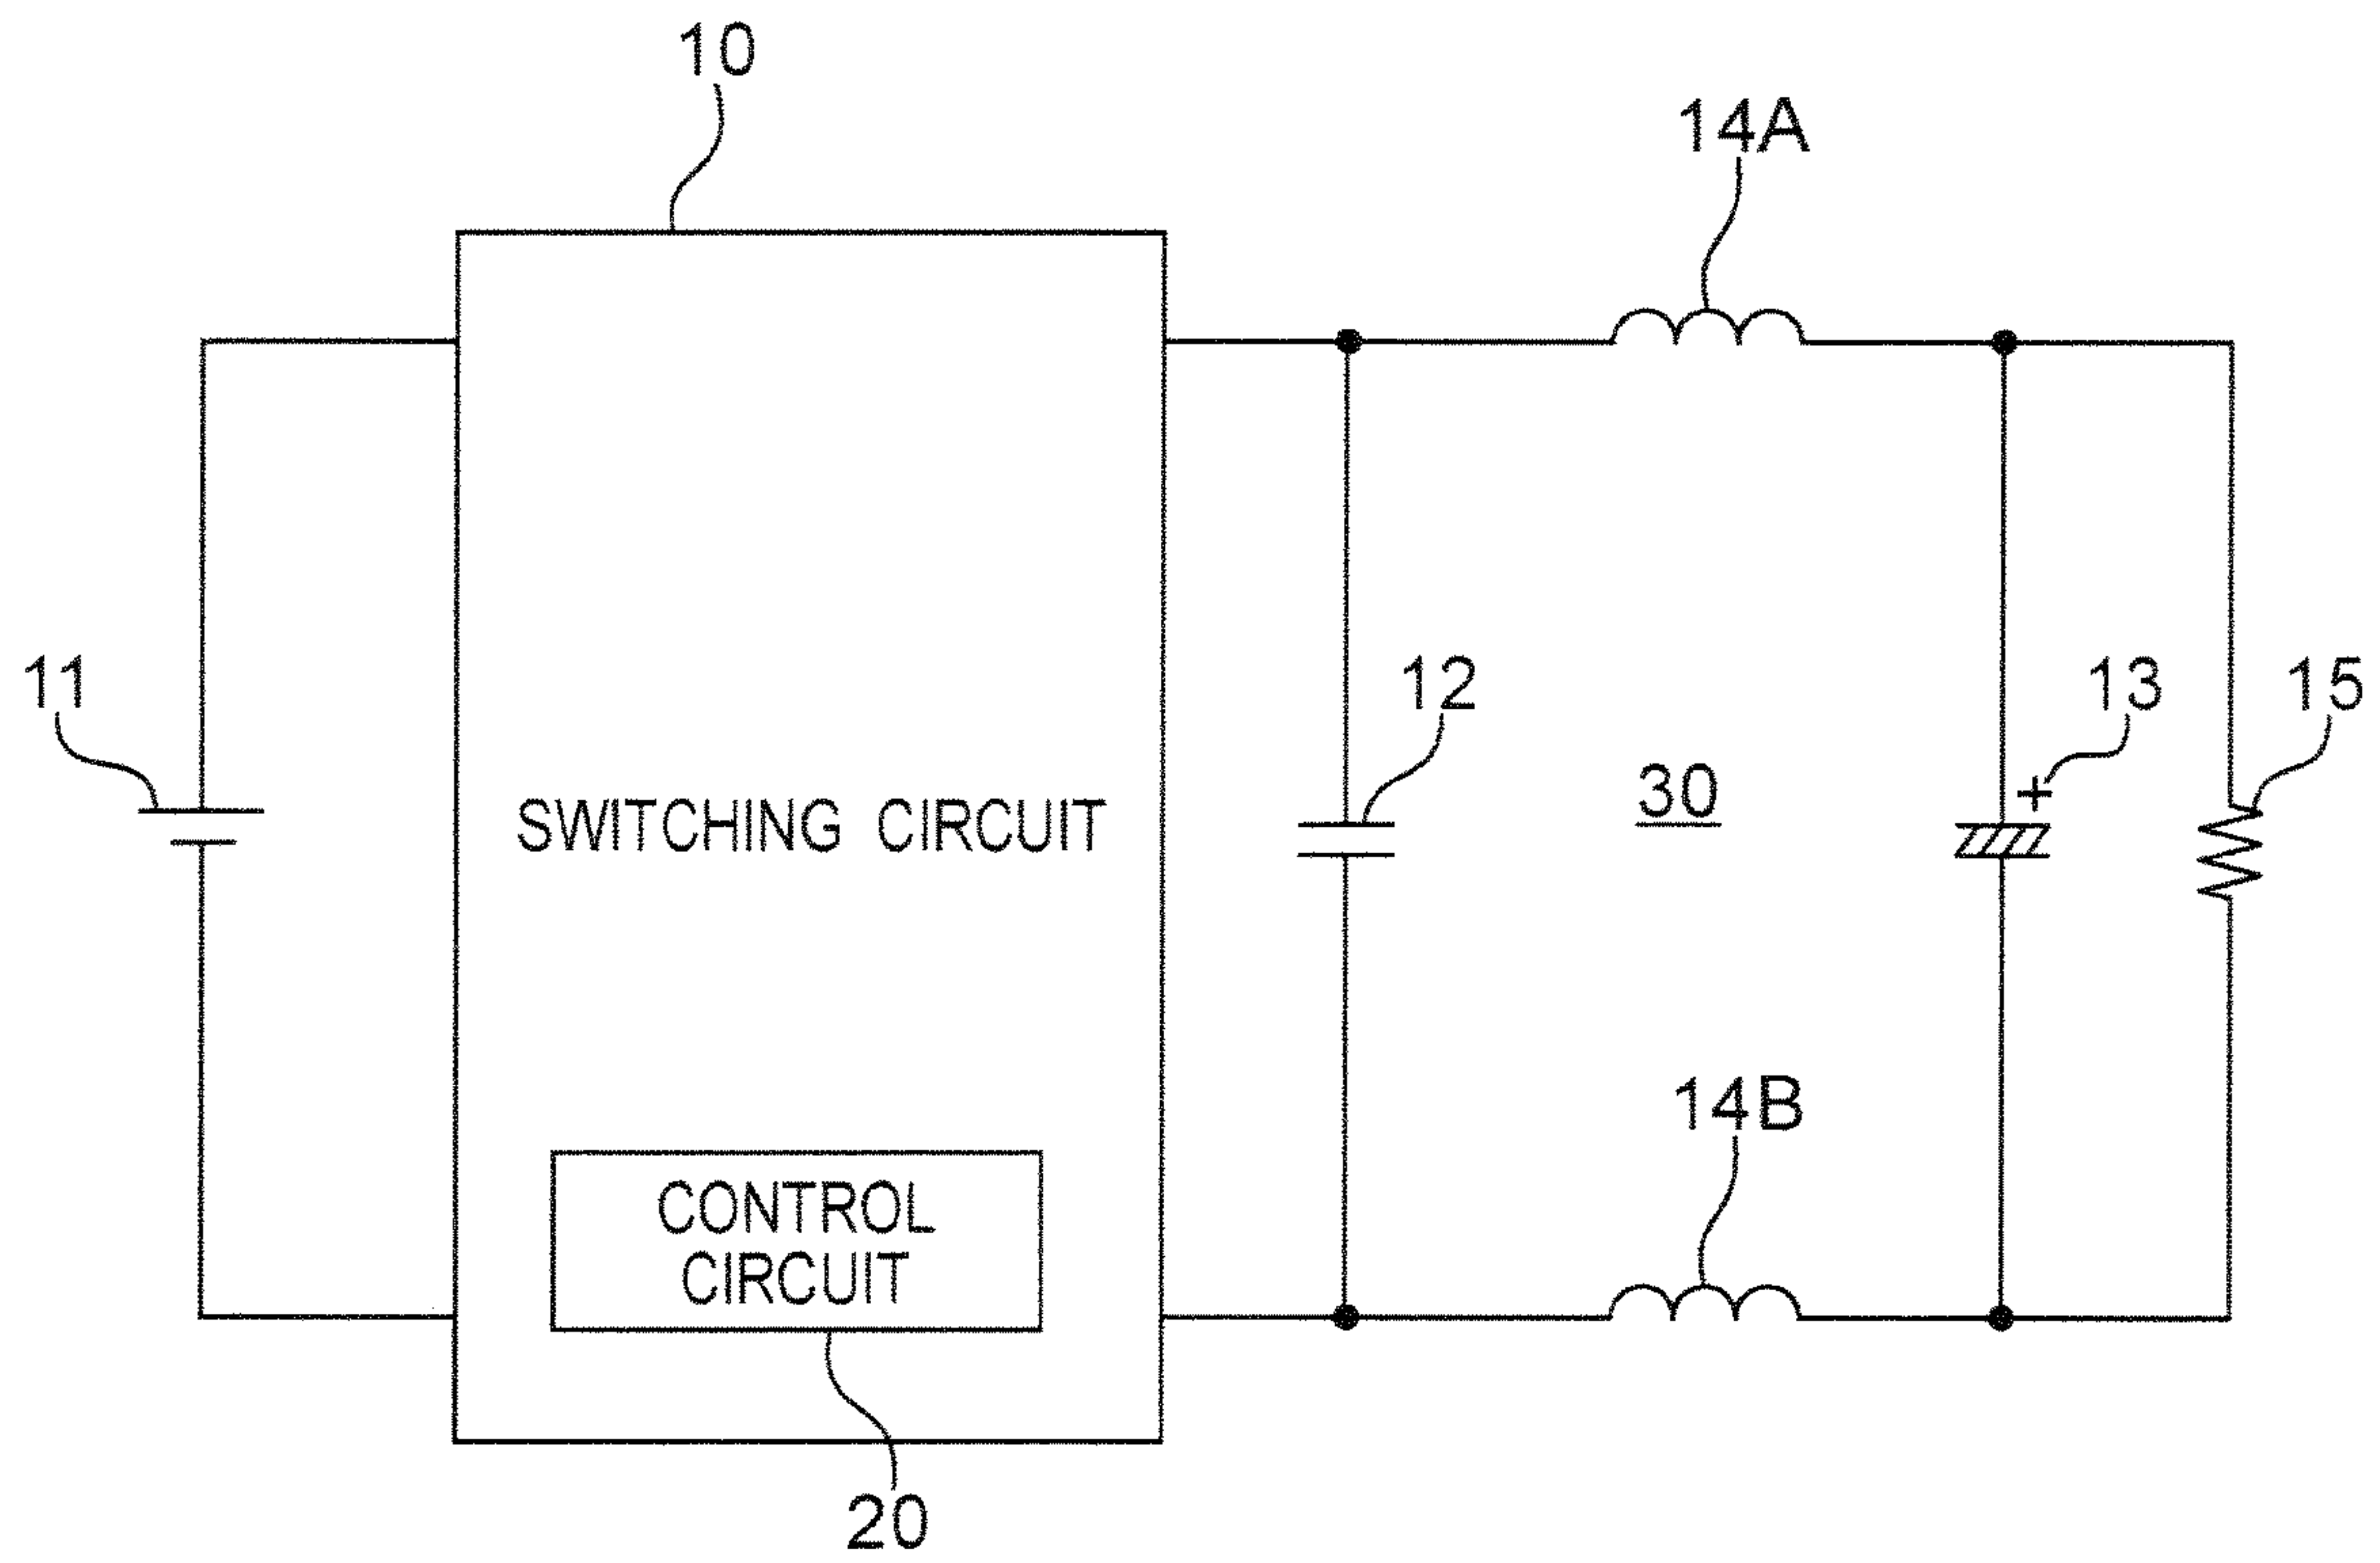 10
14A
11
12
13
15
30
SWITCHING CIRCUIT
14B
CONTROL
CIRCUIT
20